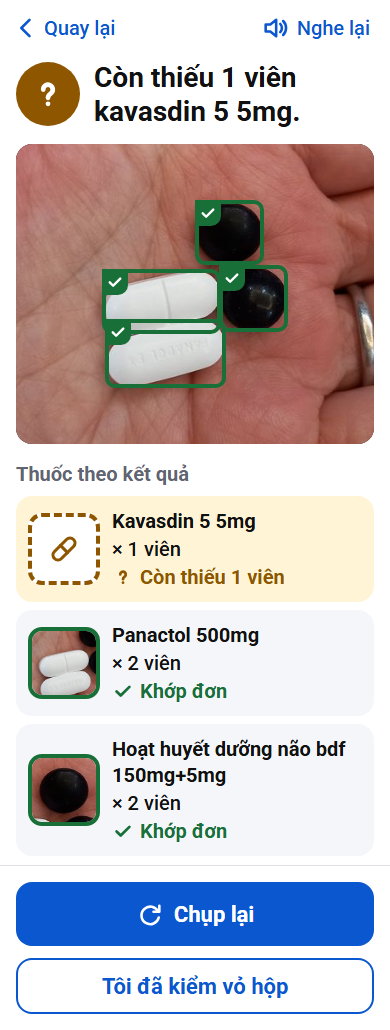 Quay lại
Nghe lại
Còn thiếu 1 viên
kavasdin 5 5mg.
Thuốc theo kết quả
Kavasdin 5 5mg
× 1 viên
? Còn thiếu 1 viên
Panactol 500mg
× 2 viên
Khớp đơn
Hoạt huyết dưỡng não bdf
150mg+5mg
× 2 viên
Khớp đơn
Chụp lại
Tôi đã kiểm vỏ hộp